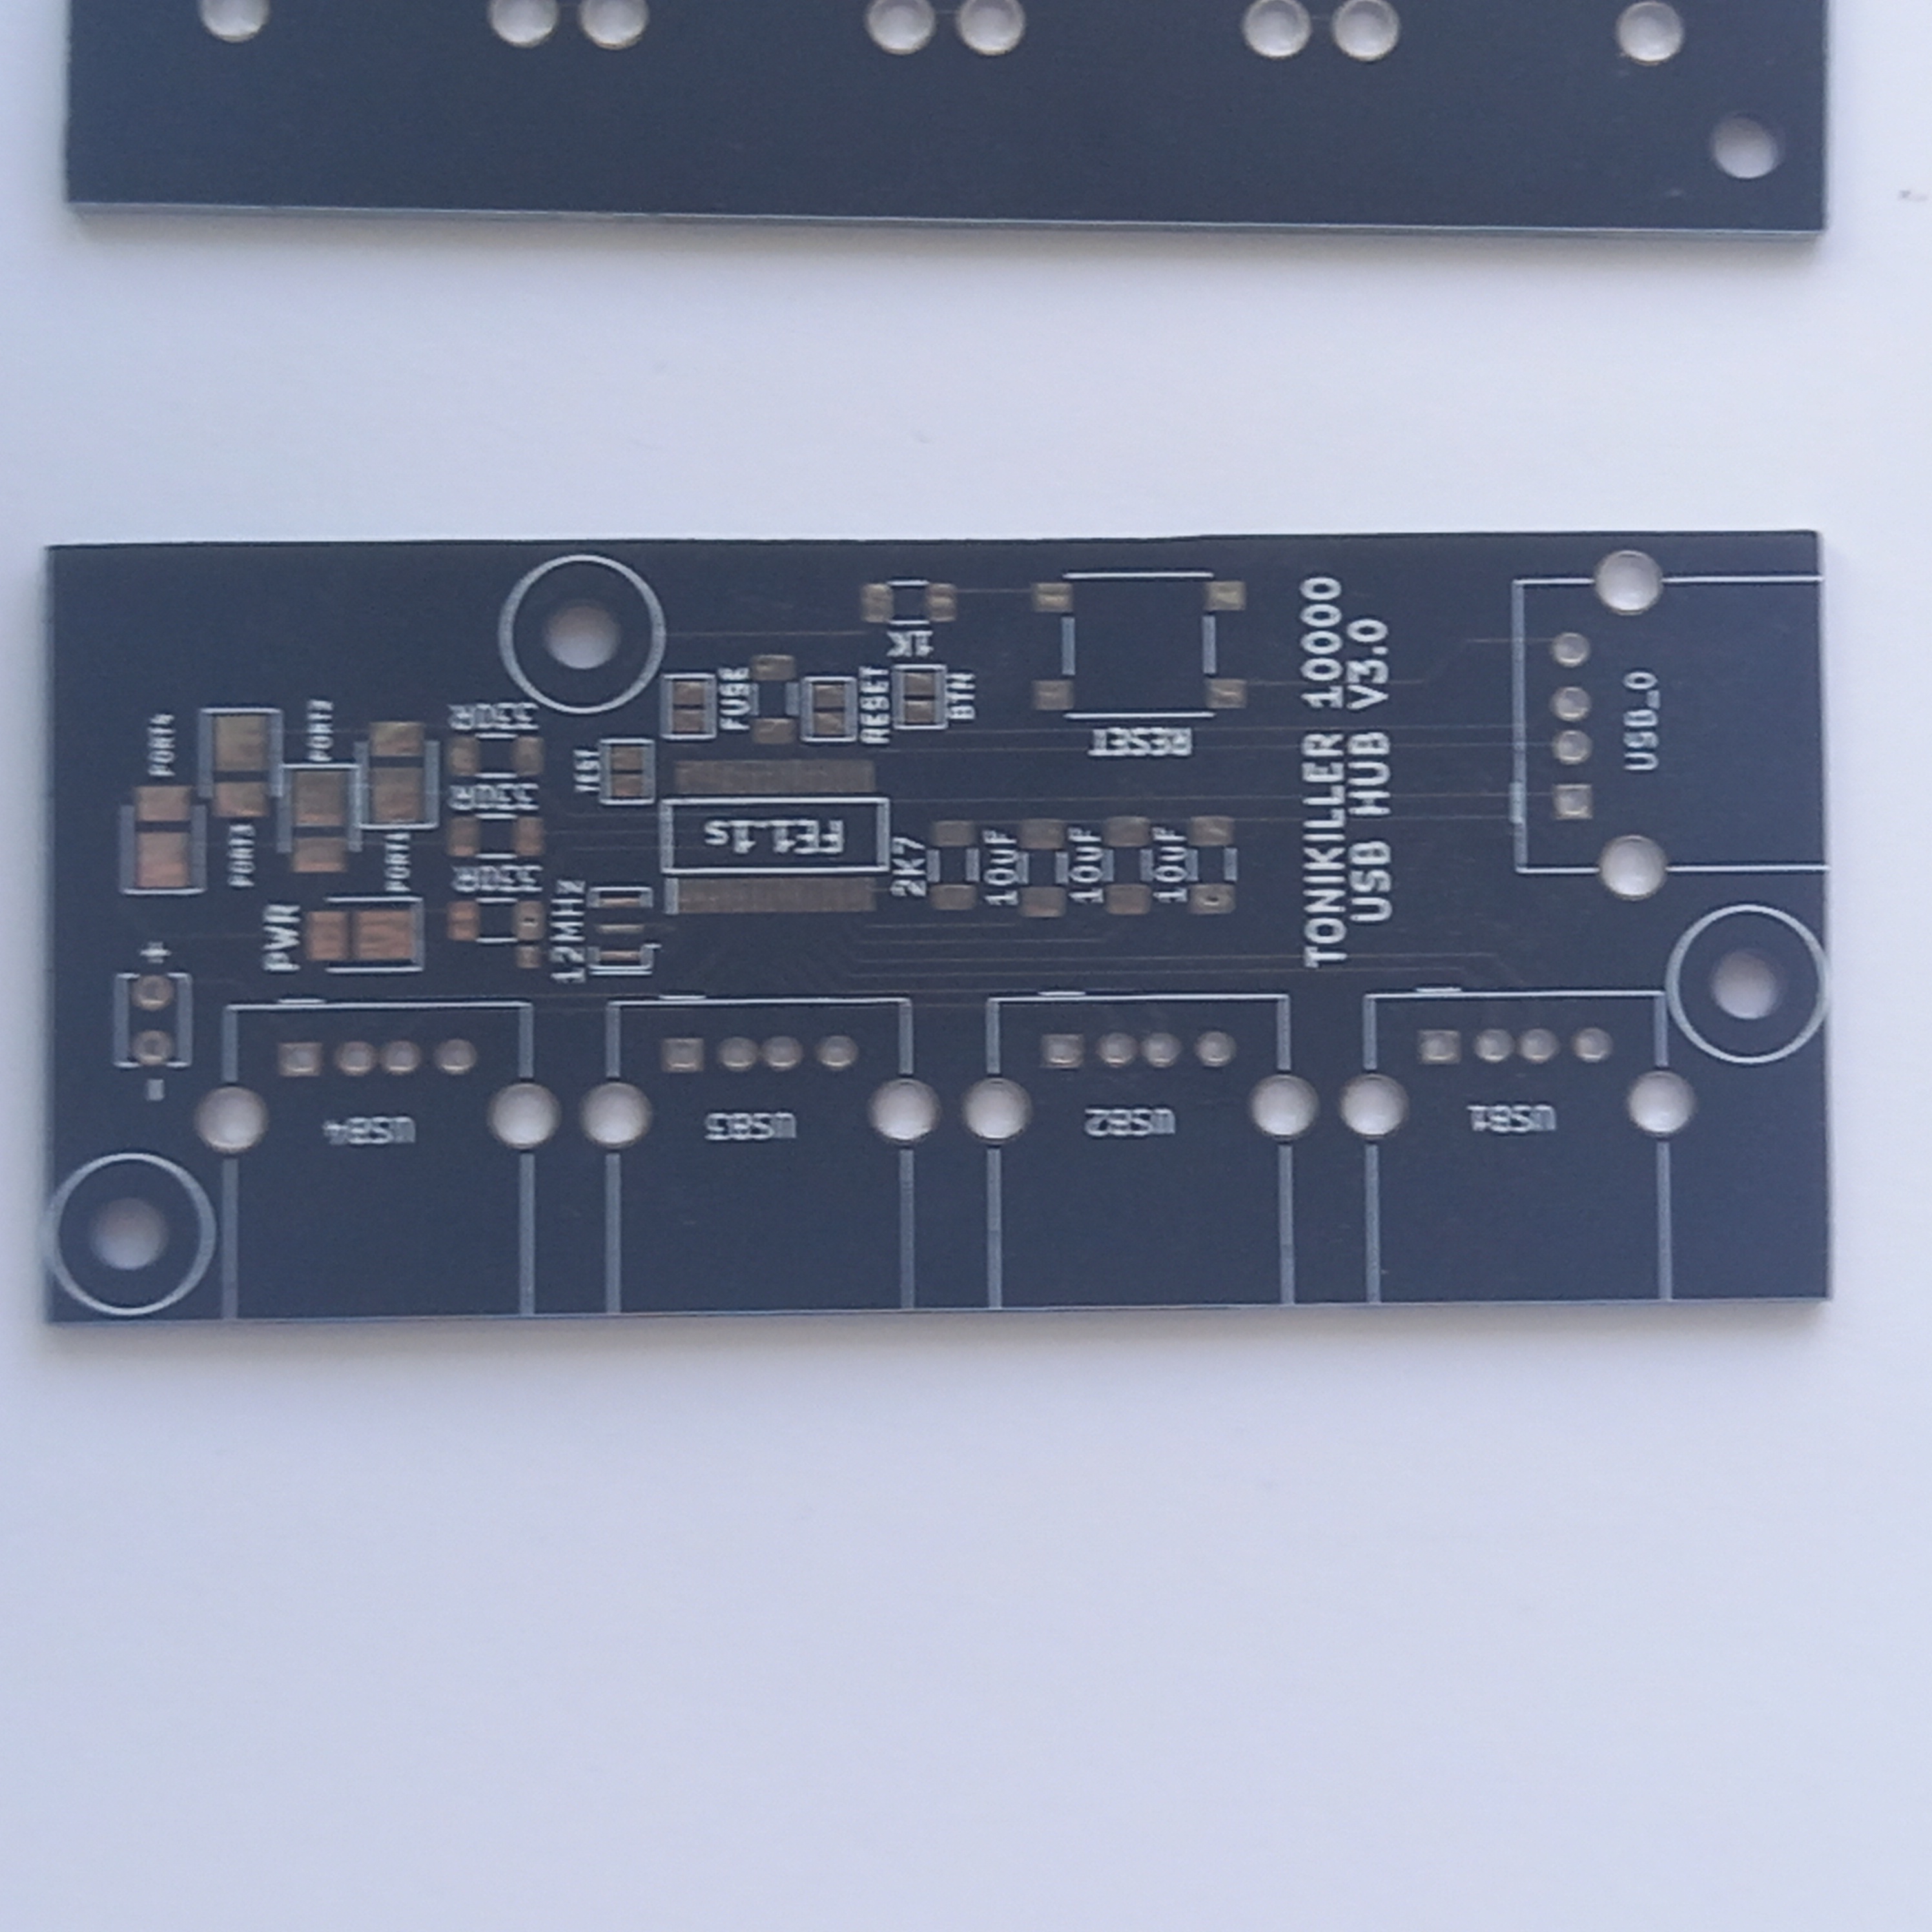 - +
PORT4
PORT3
PWR
PORT2
USB4
PORT1
330R
330R
330R
12MHz
TEST
USB3
FE1.1s
FUSE
RESET
2K7
1K
BTN
10uF
USB2
10uF
RESET
10uF
TONIKILLER 10000
USB HUB V3.0
USB1
USB_0